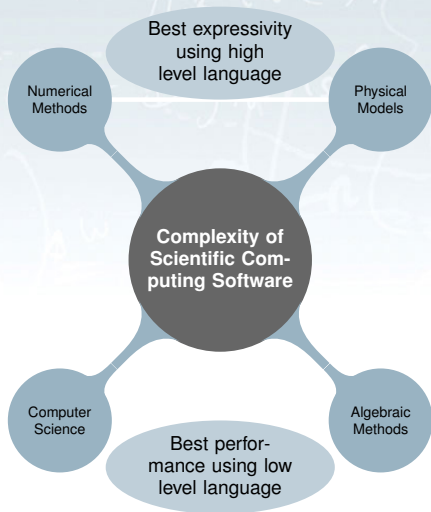 Best expressivity
using high
level language
Numerical
Methods
Physical
Models
Complexity of
Scientific Com-
puting Software
Computer
Science
Algebraic
Methods
Best perfor-
mance using low
level language